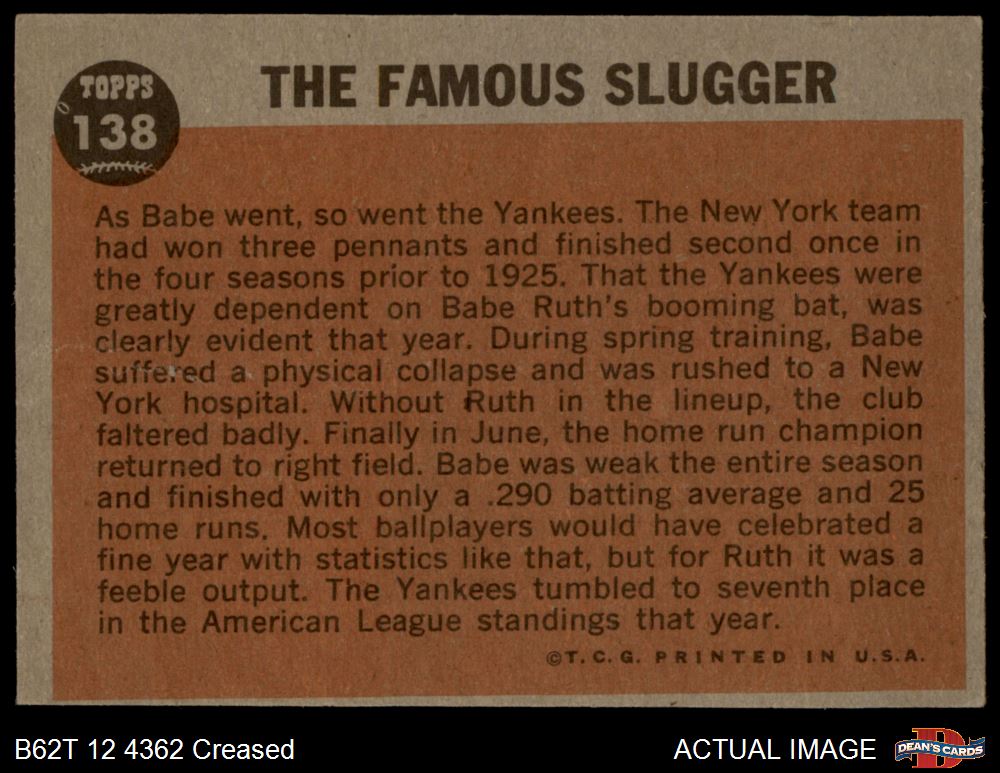 TOPPS
138
THE FAMOUS SLUGGER
As Babe went, so went the Yankees. The New York team
had won three pennants and finished second once in
the four seasons prior to 1925. That the Yankees were
greatly dependent on Babe Ruth's booming bat, was
clearly evident that year. During spring training, Babe
suffered a physical collapse and was rushed to a New
York hospital. Without Ruth in the lineup, the club
faltered badly. Finally in June, the home run champion
returned to right field. Babe was weak the entire season
and finished with only a .290 batting average and 25
home runs. Most ballplayers would have celebrated a
fine year with statistics like that, but for Ruth it was a
feeble output. The Yankees tumbled to seventh place
in the American League standings that year.
©T.C.G. PRINTED IN U.S.A.
B62T 12 4362 Creased
ACTUAL IMAGE
D
DEAN'S CARDS